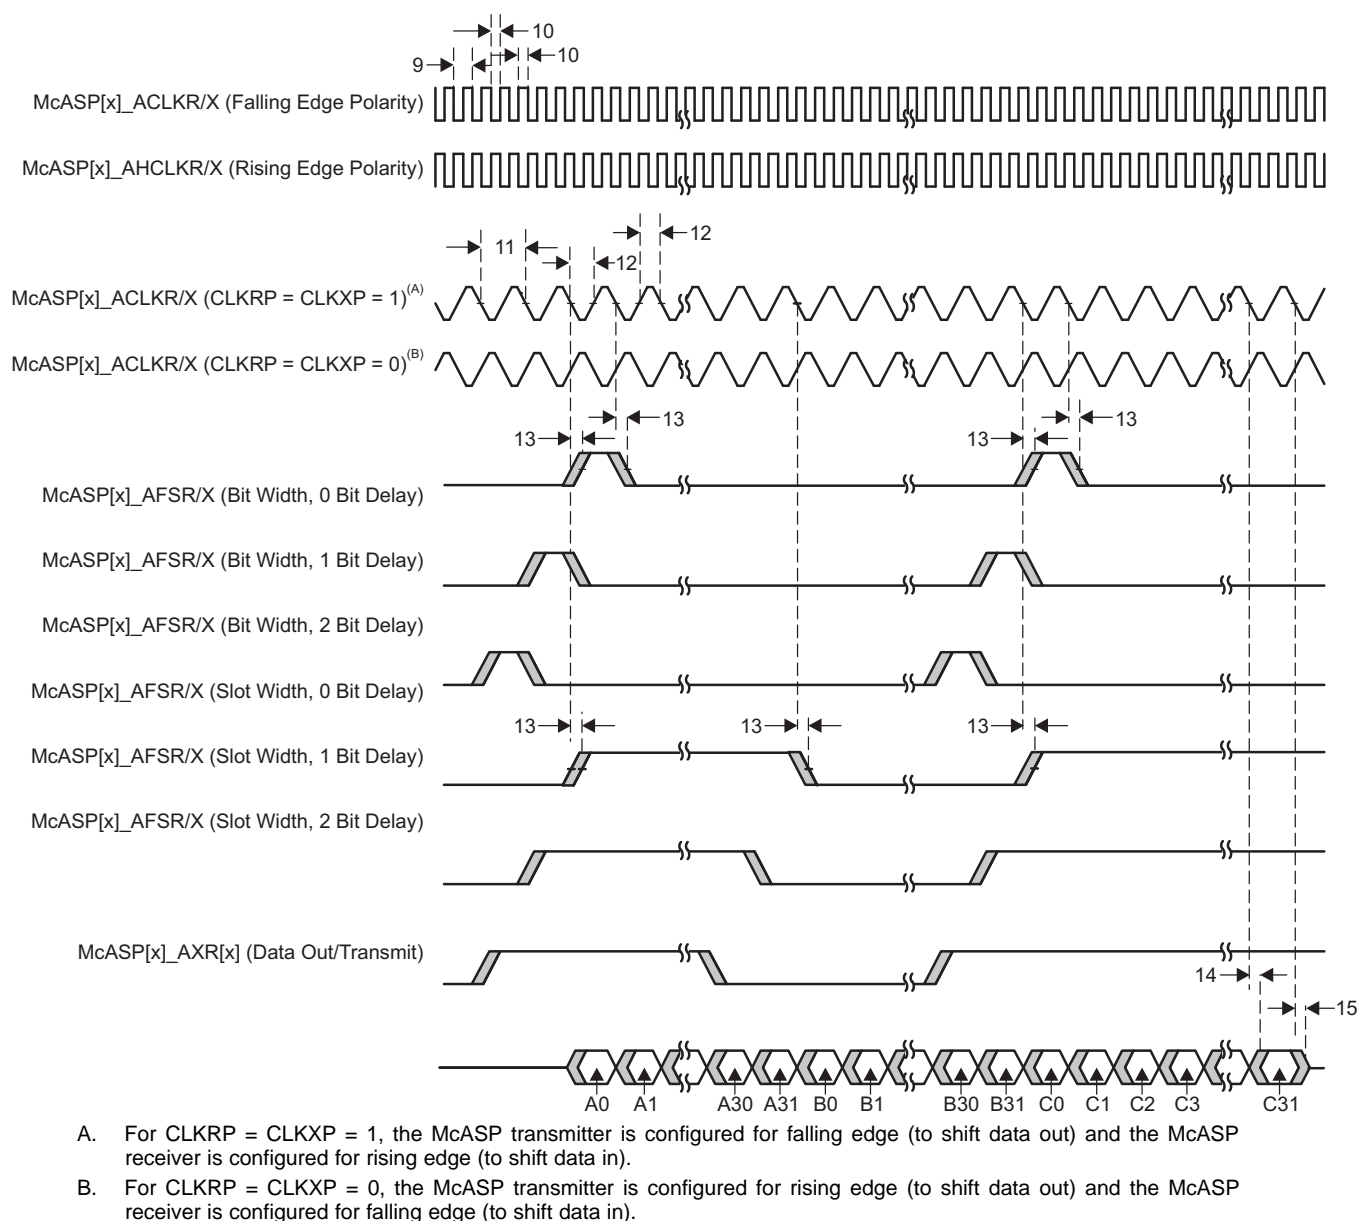 10
9
10
McASP[x]_ACLKR/X (Falling Edge Polarity)
McASP[x]_AHCLKR/X (Rising Edge Polarity)
12
11
12
McASP[x]_ACLKR/X (CLKRP = CLKXP = 1)(A)
McASP[x]_ACLKR/X (CLKRP = CLKXP = 0)(B)
13
13
13
13
McASP[x]_AFSR/X (Bit Width, 0 Bit Delay)
McASP[x]_AFSR/X (Bit Width, 1 Bit Delay)
McASP[x]_AFSR/X (Bit Width, 2 Bit Delay)
McASP[x]_AFSR/X (Slot Width, 0 Bit Delay)
13
13
13
McASP[x]_AFSR/X (Slot Width, 1 Bit Delay)
McASP[x]_AFSR/X (Slot Width, 2 Bit Delay)
McASP[x]_AXR[x] (Data Out/Transmit)
14
15
A0 A1 A30 A31 B0 B1 B30 B31 C0 C1 C2 C3 C31
A. For CLKRP = CLKXP = 1, the McASP transmitter is configured for falling edge (to shift data out) and the McASP
receiver is configured for rising edge (to shift data in).
B. For CLKRP = CLKXP = 0, the McASP transmitter is configured for rising edge (to shift data out) and the McASP
receiver is configured for falling edge (to shift data in).